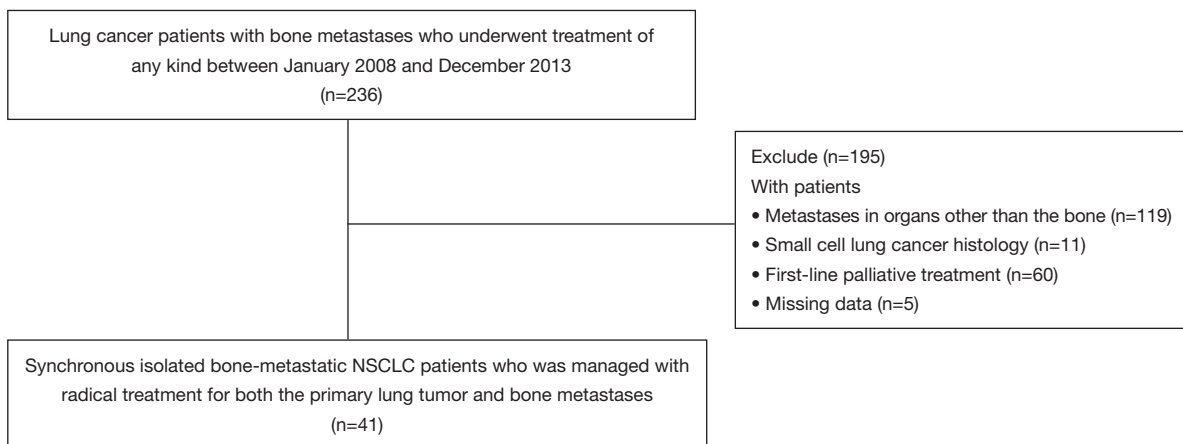 Lung cancer patients with bone metastases who underwent treatment of
any kind between January 2008 and December 2013
(n=236)
Exclude (n=195)
With patients
• Metastases in organs other than the bone (n=119)
• Small cell lung cancer histology (n=11)
• First-line palliative treatment (n=60)
• Missing data (n=5)
Synchronous isolated bone-metastatic NSCLC patients who was managed with
radical treatment for both the primary lung tumor and bone metastases
(n=41)